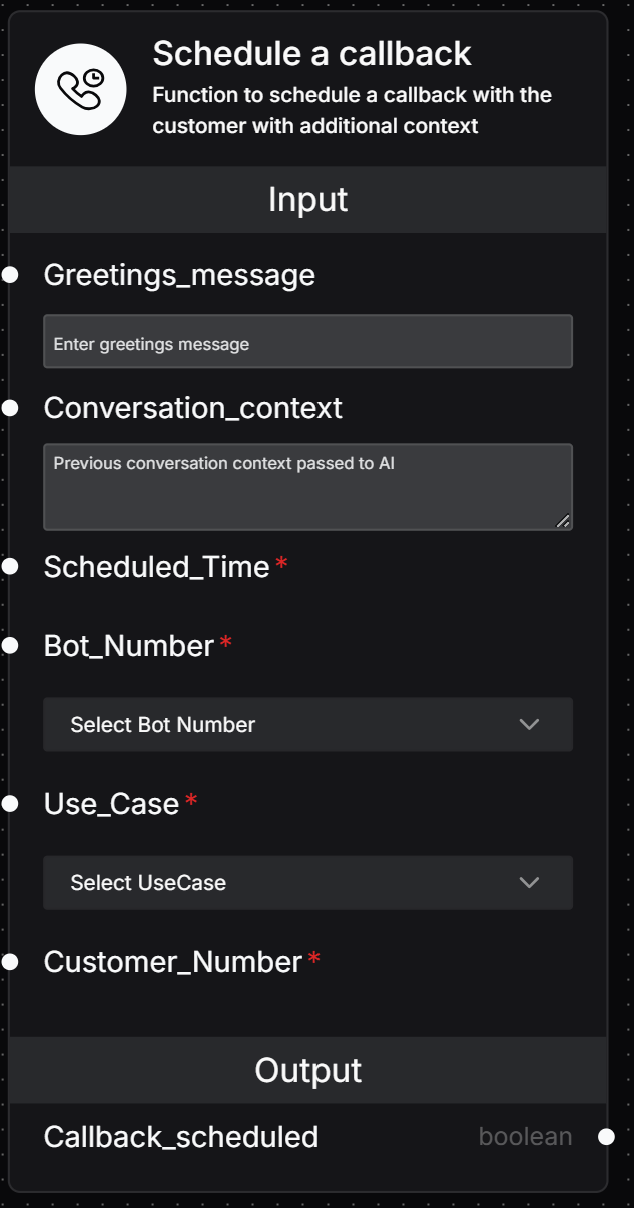 Schedule a callback
Function to schedule a callback with the
customer with additional context
Input
Greetings_message
Enter greetings message
Conversation_context
Previous conversation context passed to AI
Scheduled_Time *
Bot_Number *
Select Bot Number
Use_Case *
Select UseCase
Customer_Number *
Output
Callback_scheduled boolean